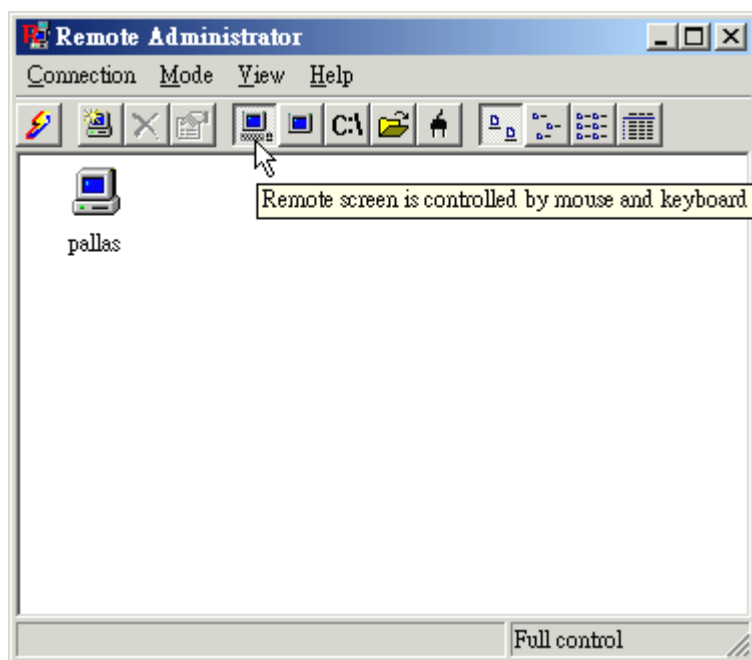 Remote Administrator
Connection Mode View Help
C:\
Remote screen is controlled by mouse and keyboard
pallas
Full control